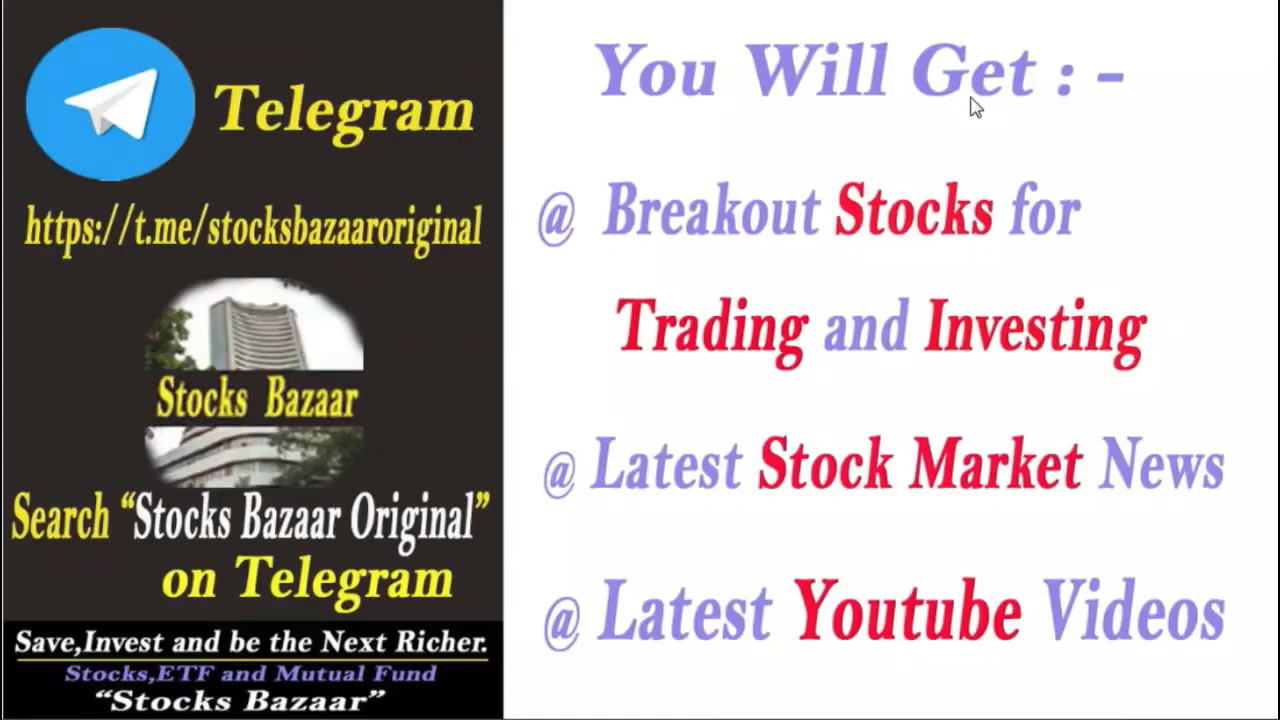 Telegram
https://t.me/stocksbazaaroriginal
Stocks Bazaar
Search “Stocks Bazaar Original”
on Telegram
Save,Invest and be the Next Richer.
Stocks,ETF and Mutual Fund
“Stocks Bazaar”
You Will Get : –
@ Breakout Stocks for
Trading and Investing
@ Latest Stock Market News
@ Latest Youtube Videos